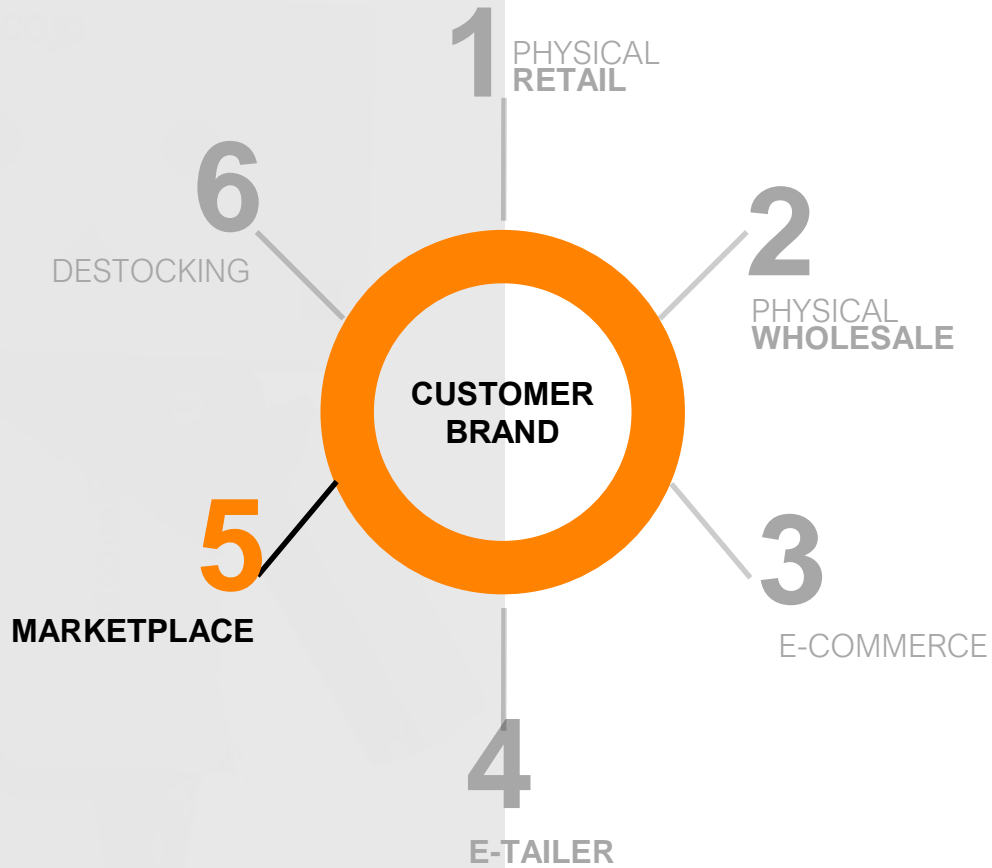 1
PHYSICAL
RETAIL
2
PHYSICAL
WHOLESALE
3
E-COMMERCE
4
E-TAILER
5
MARKETPLACE
6
DESTOCKING
CUSTOMER
BRAND